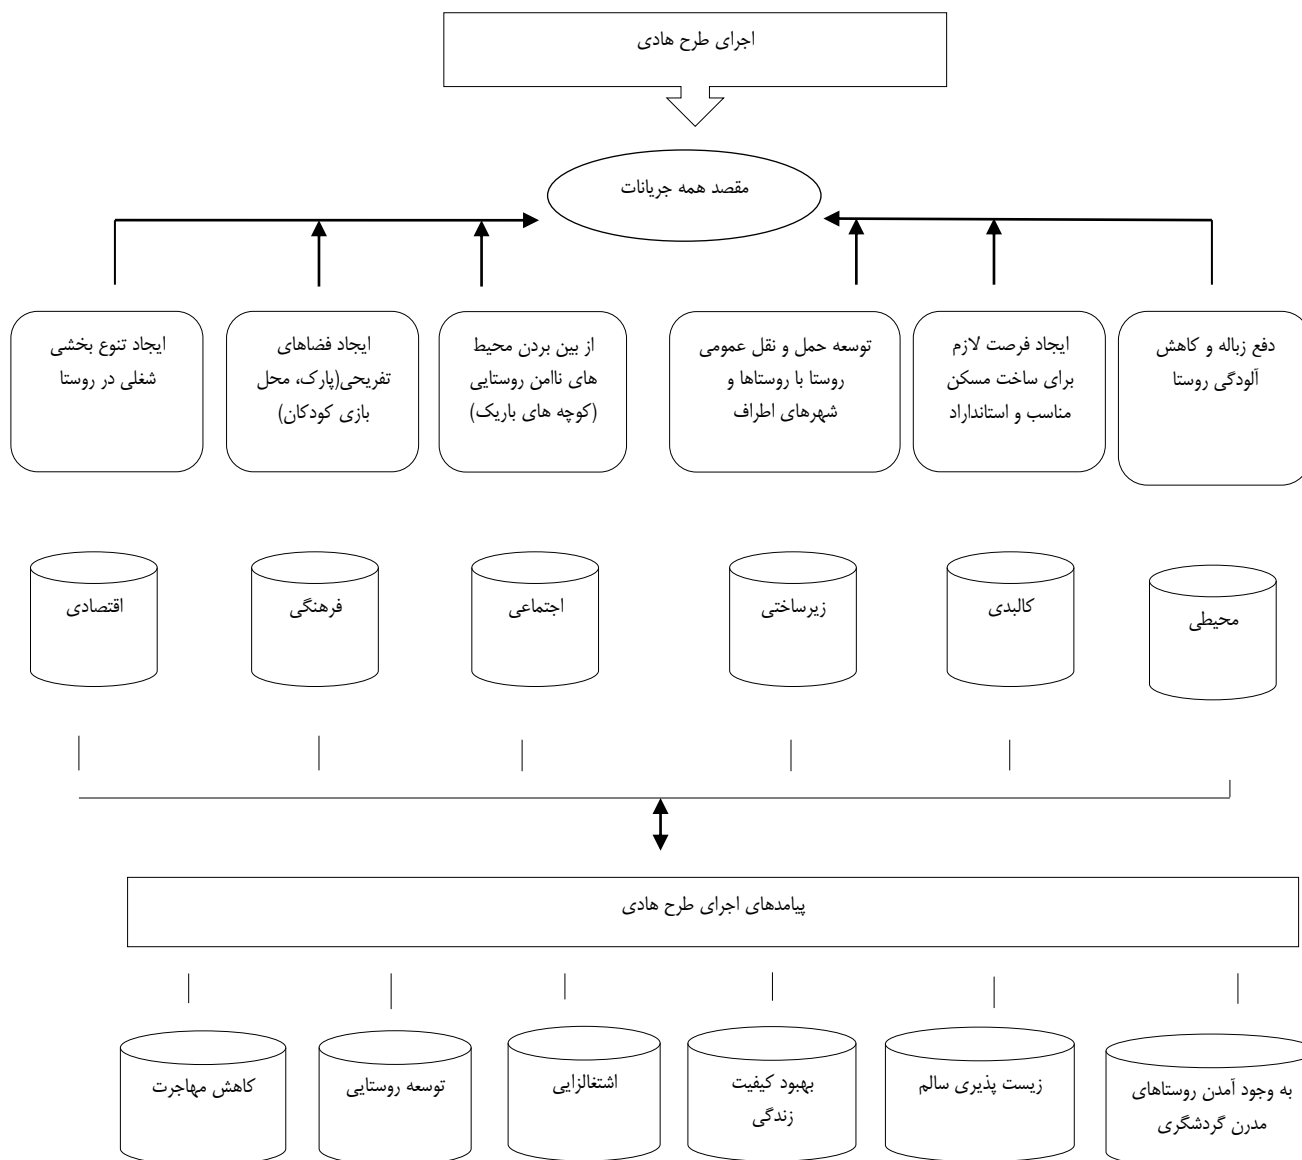 اجرای طرح هادی
مقصد همه جریانات
دفع زباله و کاهش
آلودگی روستا
ایجاد فرصت لازم
برای ساخت مسکن
مناسب و استانداراد
توسعه حمل و نقل عمومی
روستا با روستاها و
شهرهای اطراف
از بین بردن محیط
های ناامن روستایی
(کوچه های باریک)
ایجاد فضاهای
تفریحی(پارک، محل
بازی کودکان)
ایجاد تنوع بخشی
شغلی در روستا
محیطی
کالبدی
زیرساختی
اجتماعی
فرهنگی
اقتصادی
پیامدهای اجرای طرح هادی
به وجود آمدن روستاهای
مدرن گردشگری
زیست پذیری سالم
بهبود کیفیت
زندگی
اشتغالزایی
توسعه روستایی
کاهش مهاجرت